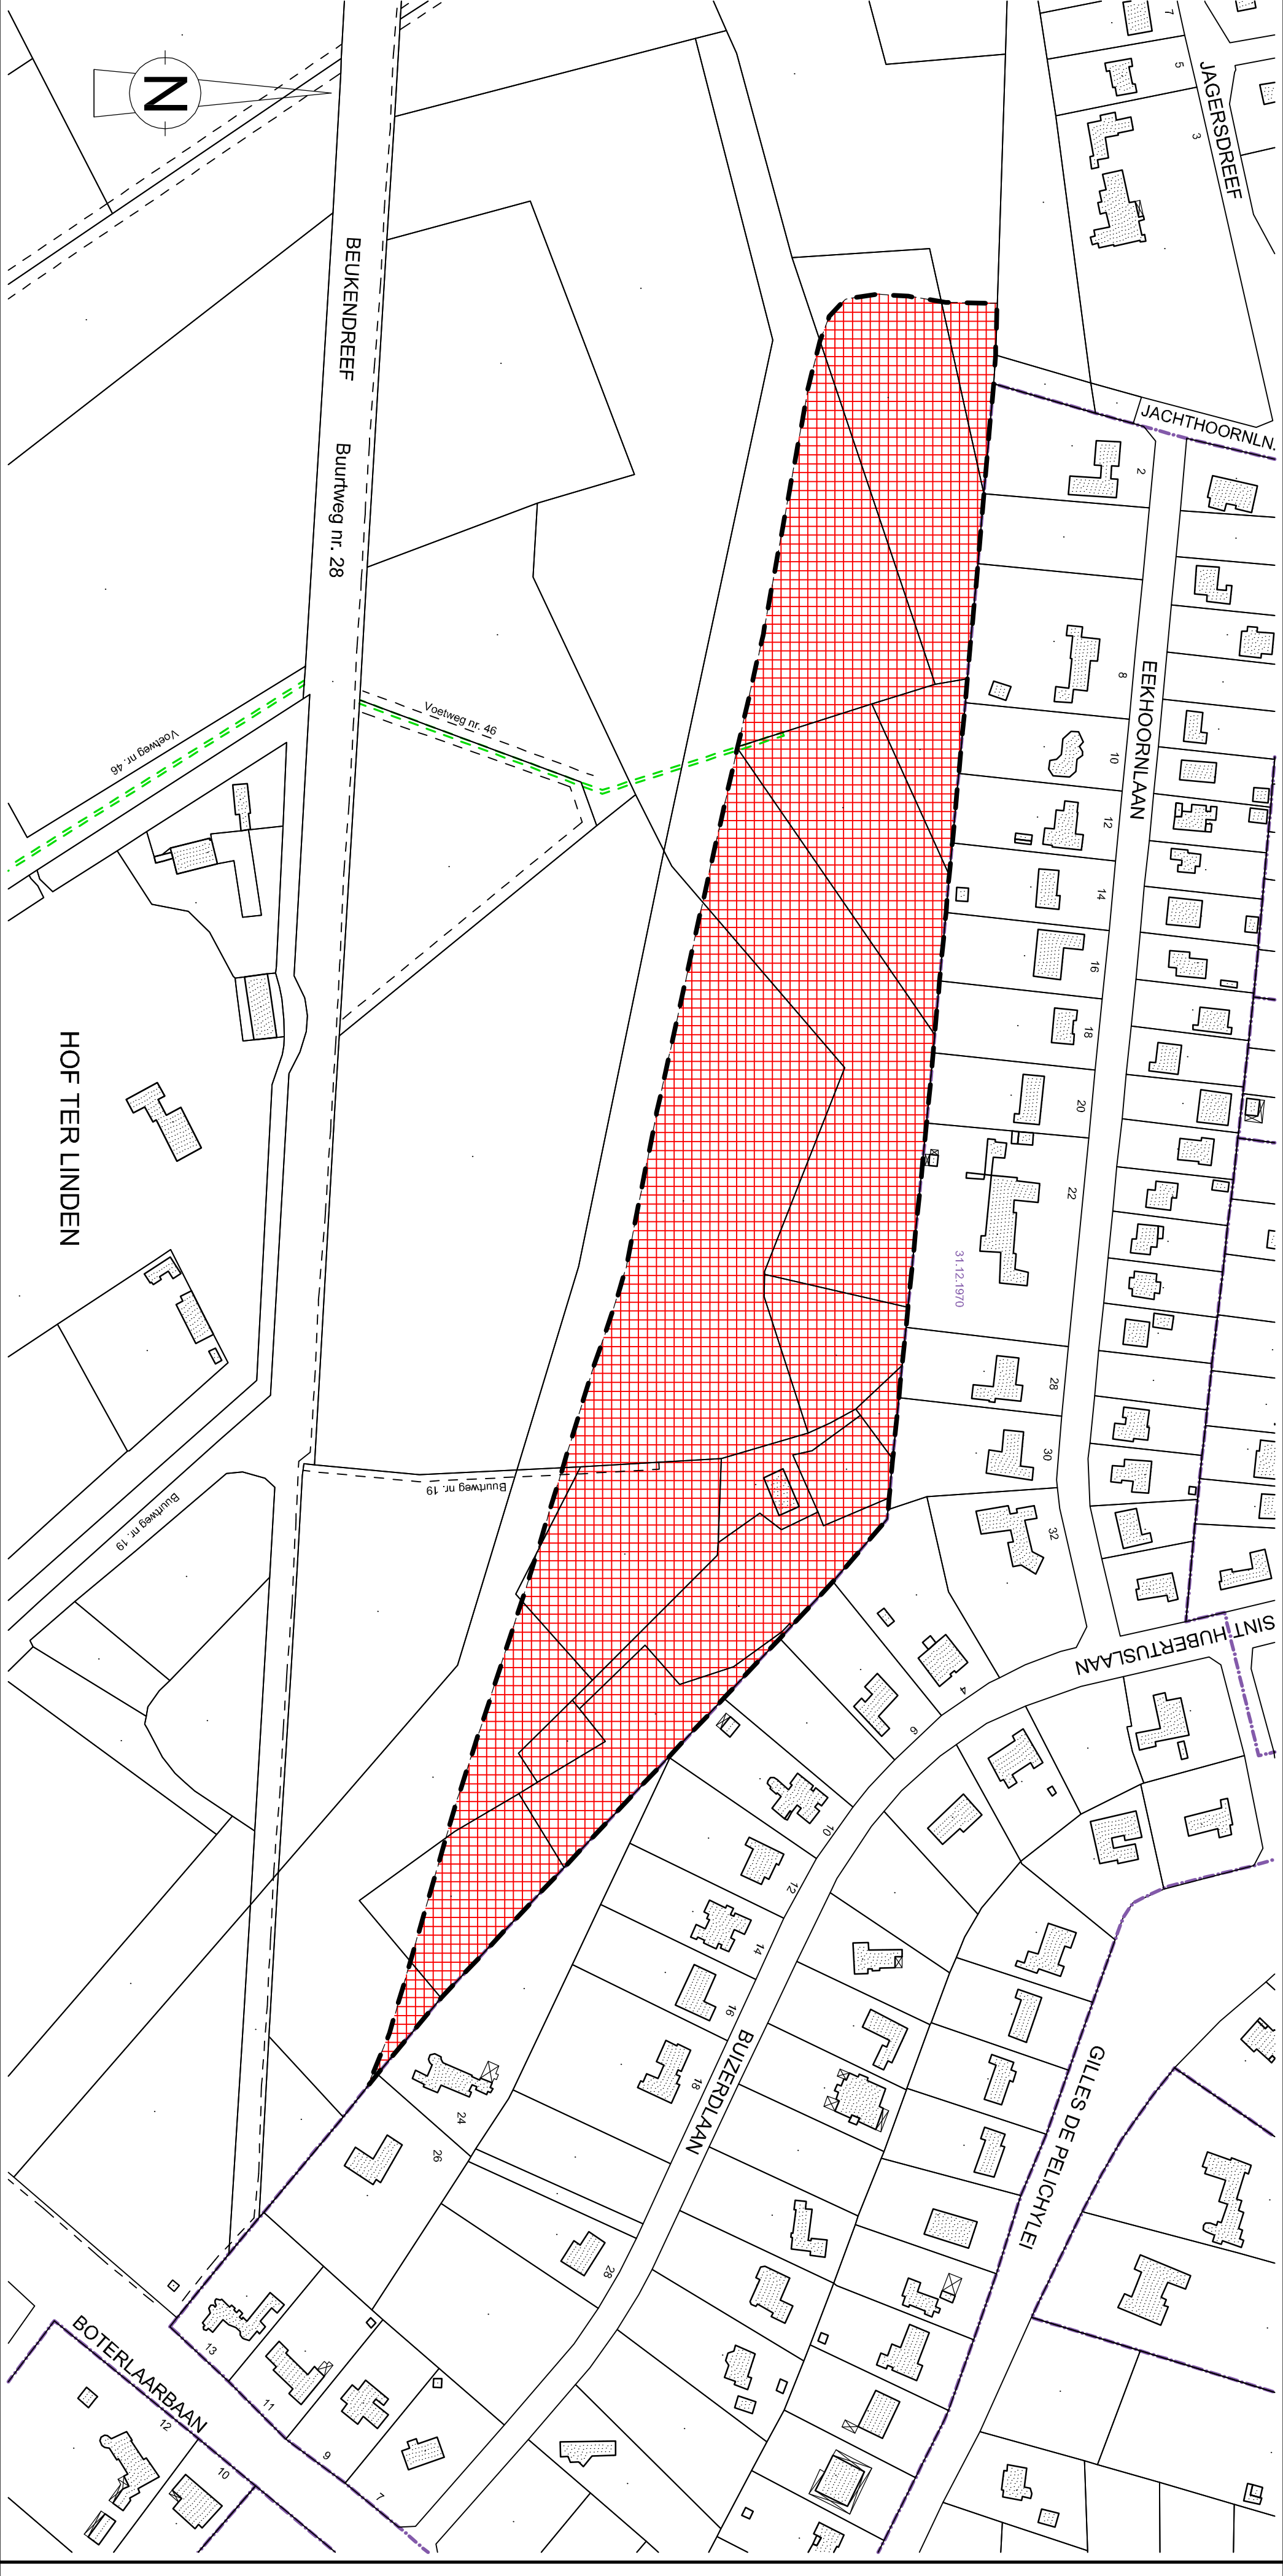 N
7
5
3
JAGERSDREEF
BEUKENDREEF
Buurtweg nr. 28
JACHTHOORNLN.
2
8
10
12
14
16
18
20
22
28
30
32
EEKHOORNLAAN
31.12.1970
Voetweg nr. 46
Voetweg nr. 46
HOF TER LINDEN
Buurtweg nr. 19
Buurtweg nr. 19
SINT HUBERTUSLAAN
4
6
10
12
14
16
18
BUIZERDLAAN
24
26
28
GILLES DE PELICHYLEI
13
11
9
7
BOTERLAARBAAN
12
10